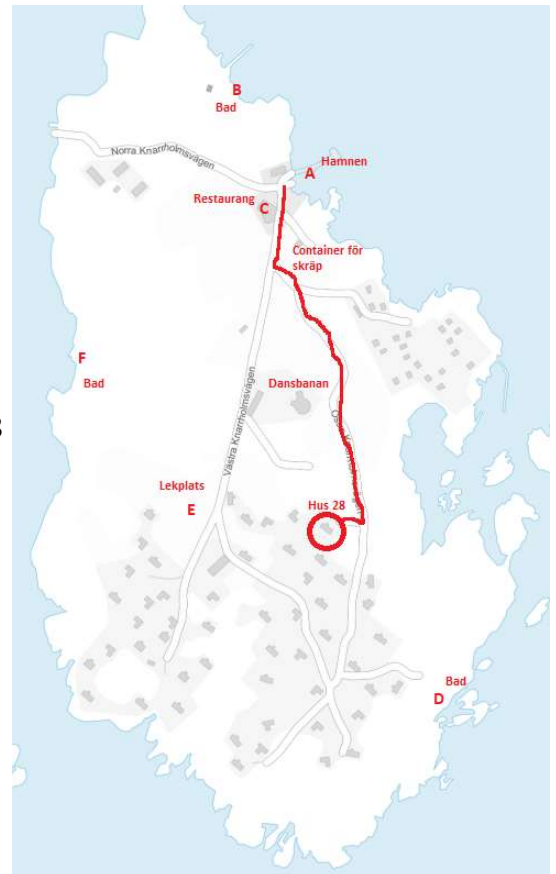 B
Bad
Norra Knarrholmsvägen
Hamnen
A
Restaurang
C
Container för
skräp
F
Bad
Dansbanan
Västra Knarrholmsvägen
Lekplats
E
Hus 28
Bad
D